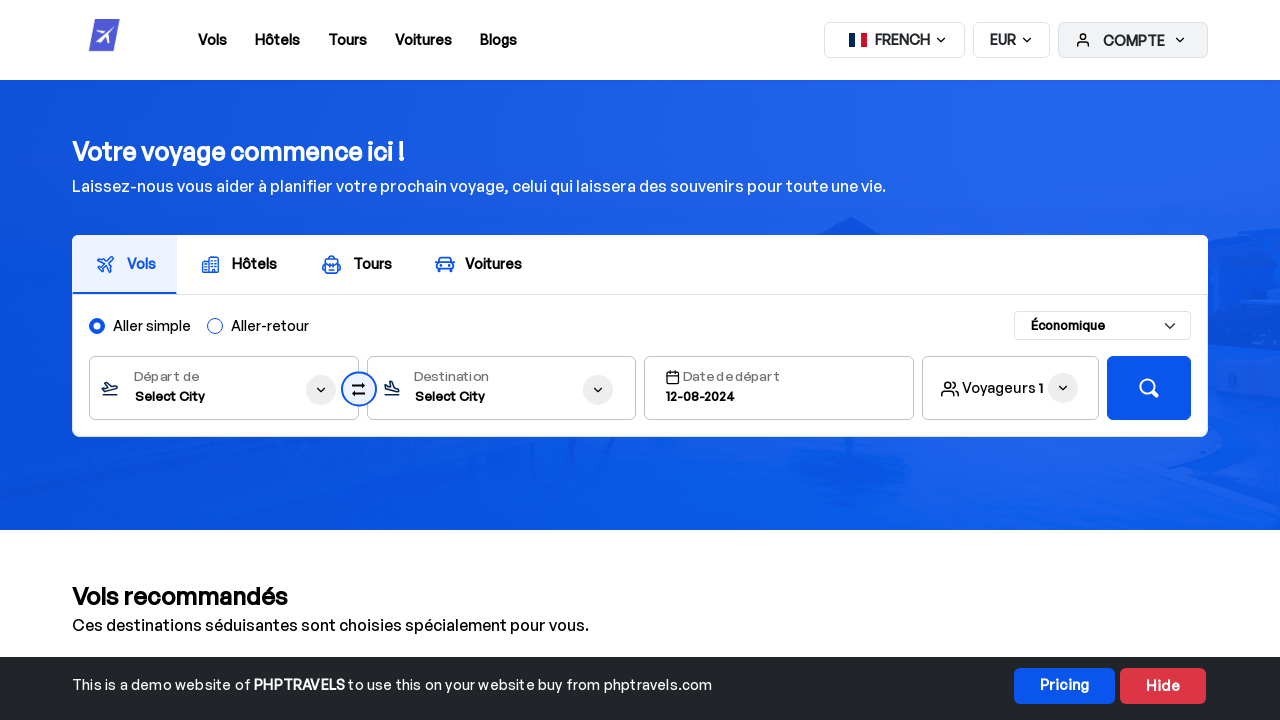 Vols Hôtels Tours Voitures Blogs FRENCH EUR COMPTE
Votre voyage commence ici !
Laissez-nous vous aider à planifier votre prochain voyage, celui qui laissera des souvenirs pour toute une vie.
Vols Hôtels Tours Voitures
Aller simple Aller-retour Économique
Départ de Destination Date de départ
Select City Select City 12-08-2024 Voyageurs 1
Vols recommandés
Ces destinations séduisantes sont choisies spécialement pour vous.
This is a demo website of PHPTRAVELS to use this on your website buy from phptravels.com Pricing Hide